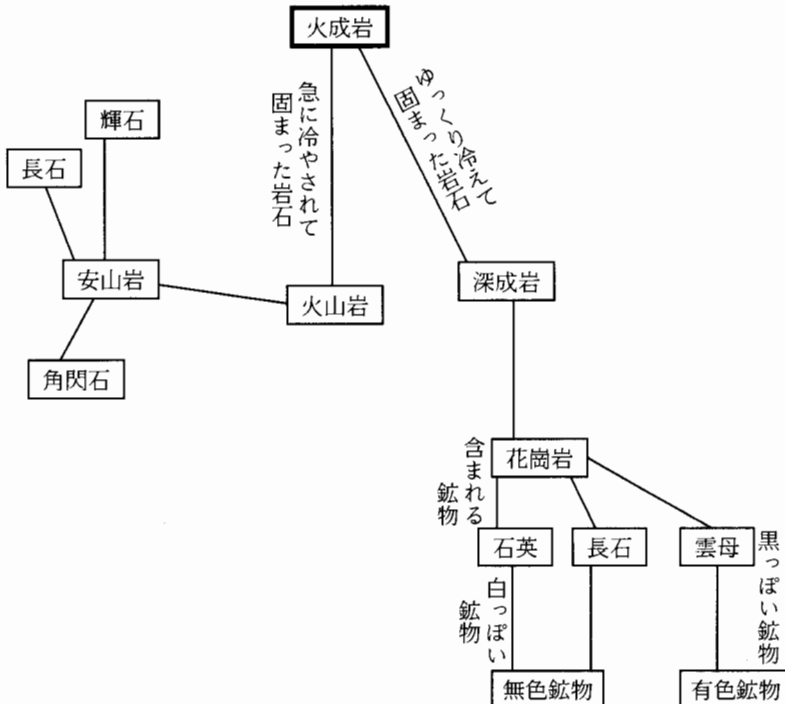 火成岩
急に冷やされて
固まった岩石
ゆっくり冷えて
固まった岩石
輝石
長石
安山岩
角閃石
火山岩
深成岩
花崗岩
含まれる
鉱物
石英
長石
雲母
白っぽい
鉱物
黒っぽい鉱物
無色鉱物
有色鉱物